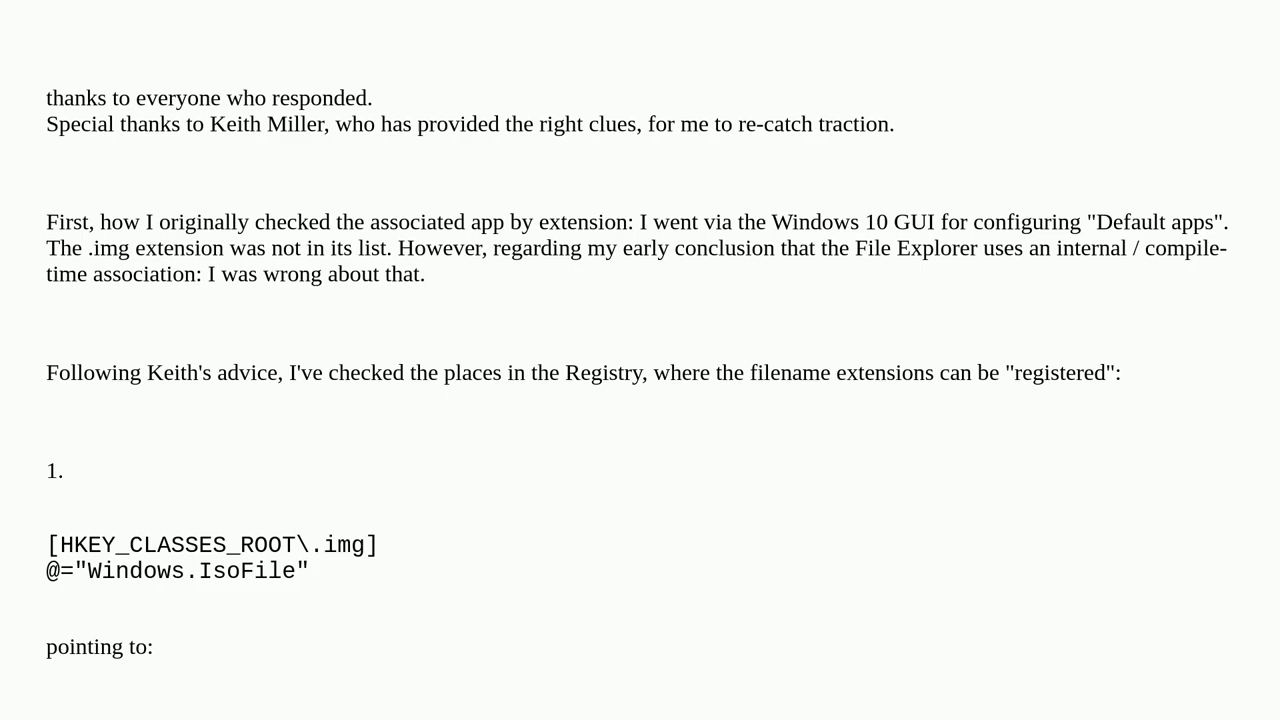 thanks to everyone who responded.
Special thanks to Keith Miller, who has provided the right clues, for me to re-catch traction.
First, how I originally checked the associated app by extension: I went via the Windows 10 GUI for configuring "Default apps".
The .img extension was not in its list. However, regarding my early conclusion that the File Explorer uses an internal / compile-
time association: I was wrong about that.
Following Keith's advice, I've checked the places in the Registry, where the filename extensions can be "registered":
1.
[HKEY_CLASSES_ROOT\.img]
@="Windows.IsoFile"
pointing to: